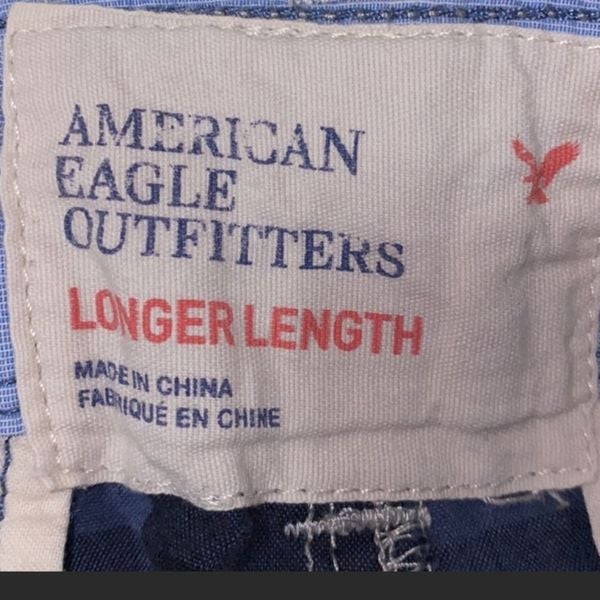 AMERICAN
EAGLE
OUTFITTERS
LONGER LENGTH
MADE IN CHINA
FABRIQUÉ EN CHINE